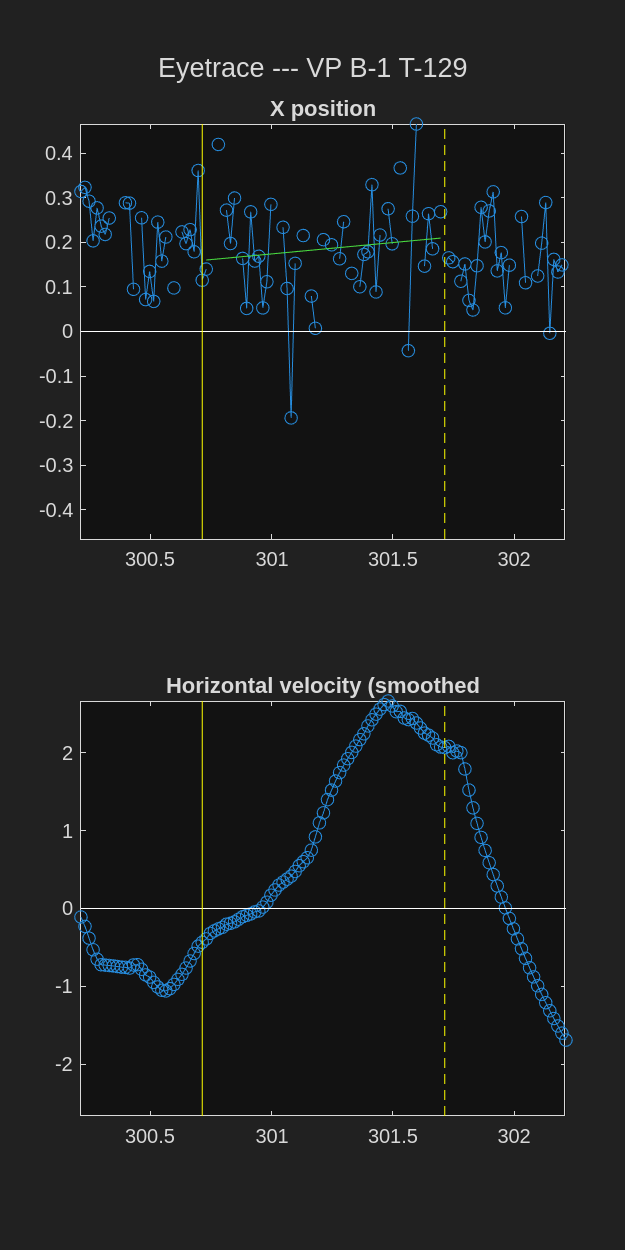 Eyetrace --- VP B-1 T-129
X position
0.4
0.3
0.2
0.1
0
-0.1
-0.2
-0.3
-0.4
300.5 301 301.5 302
Horizontal velocity (smoothed
2
1
0
-1
-2
300.5 301 301.5 302